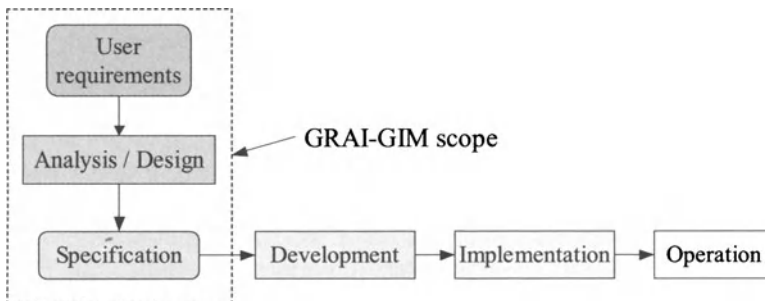 User
requirements
Analysis / Design
GRAI-GIM scope
Specification
Development
Implementation
Operation